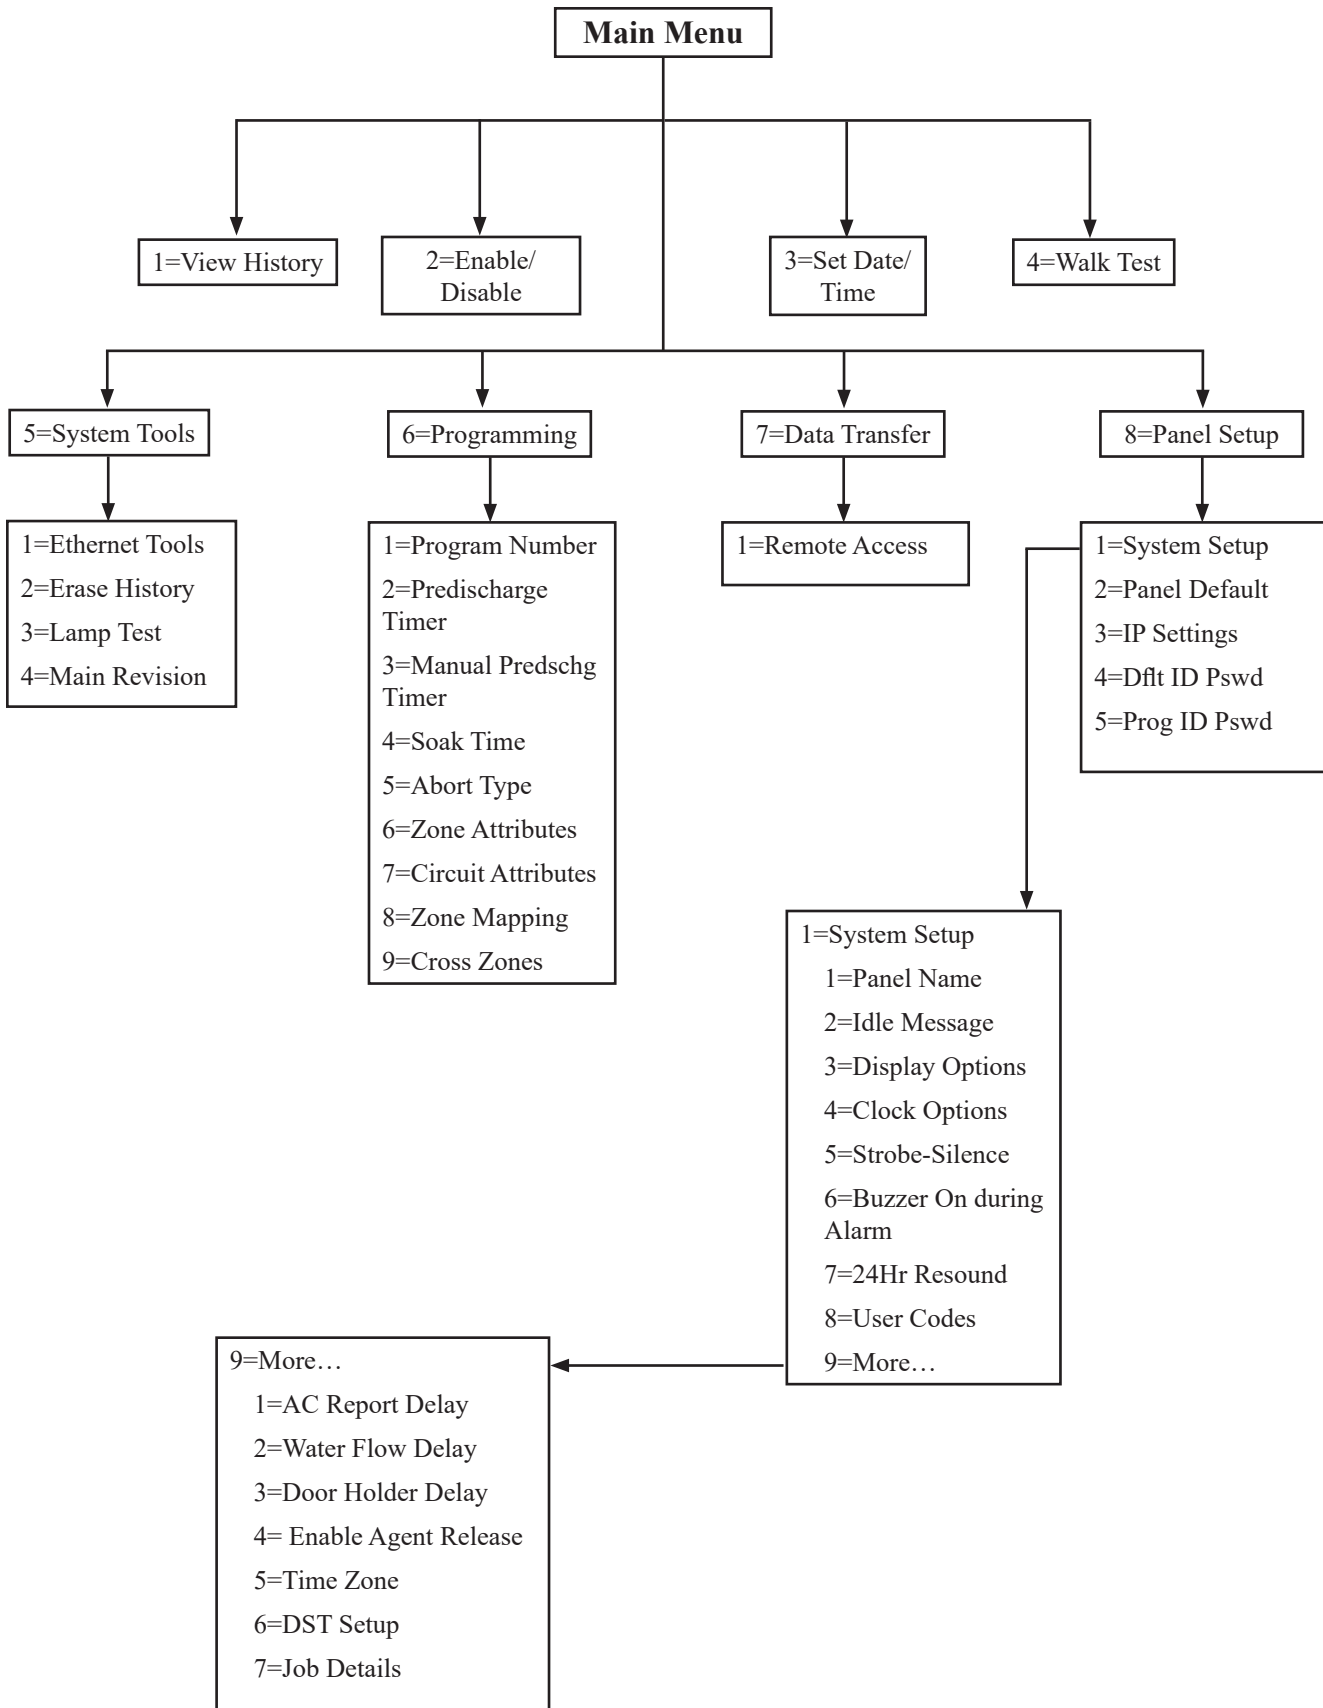 Main Menu
1=View History
2=Enable/
Disable
3=Set Date/
Time
4=Walk Test
5=System Tools
6=Programming
7=Data Transfer
8=Panel Setup
1=Ethernet Tools
2=Erase History
3=Lamp Test
4=Main Revision
1=Program Number
2=Predischarge
Timer
3=Manual Predschg
Timer
4=Soak Time
5=Abort Type
6=Zone Attributes
7=Circuit Attributes
8=Zone Mapping
9=Cross Zones
1=Remote Access
1=System Setup
2=Panel Default
3=IP Settings
4=Dflt ID Pswd
5=Prog ID Pswd
1=System Setup
1=Panel Name
2=Idle Message
3=Display Options
4=Clock Options
5=Strobe-Silence
6=Buzzer On during
Alarm
7=24Hr Resound
8=User Codes
9=More…
9=More…
1=AC Report Delay
2=Water Flow Delay
3=Door Holder Delay
4= Enable Agent Release
5=Time Zone
6=DST Setup
7=Job Details